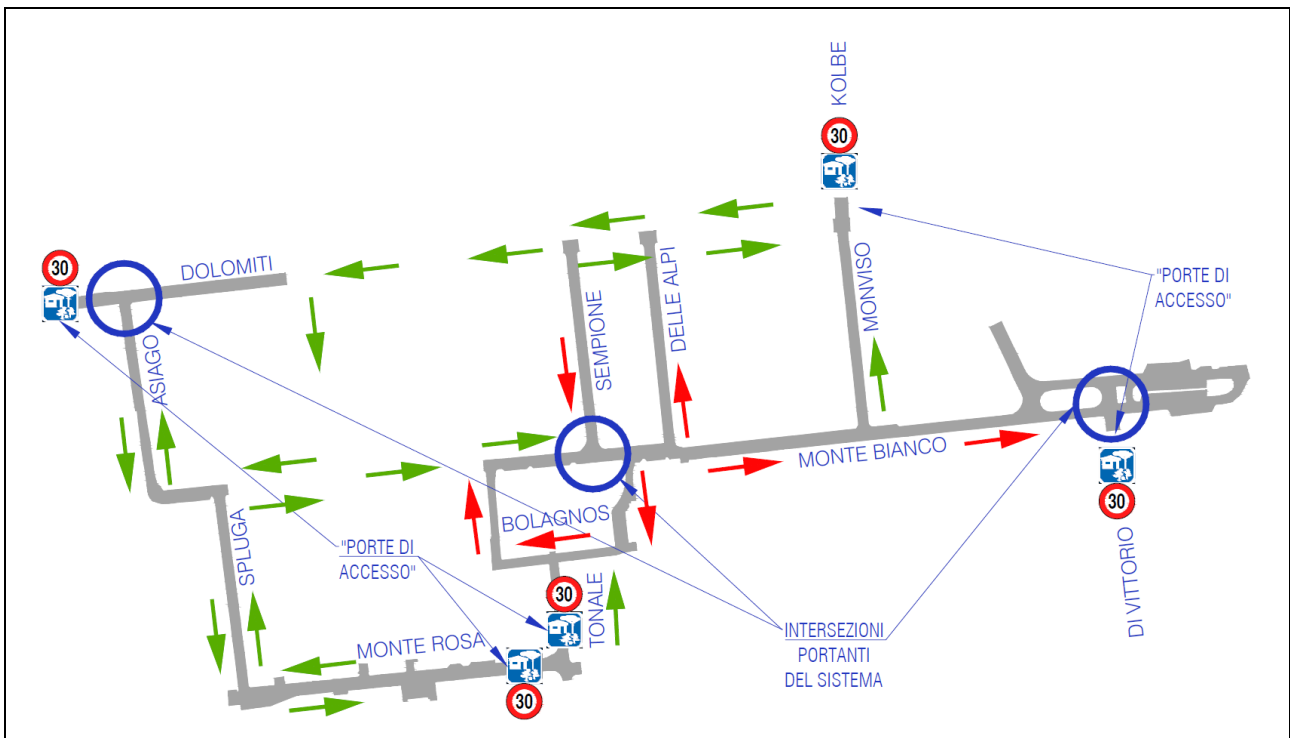 KOLBE
30
30
DOLOMITI
SEMPIONE
DELLE ALPI
MONVISO
"PORTE DI
ACCESSO"
ASIAGO
MONTE BIANCO
30
BOLAGNOS
SPLUGA
"PORTE DI
ACCESSO"
30
TONALE
DI VITTORIO
MONTE ROSA
30
INTERSEZIONI
PORTANTI
DEL SISTEMA